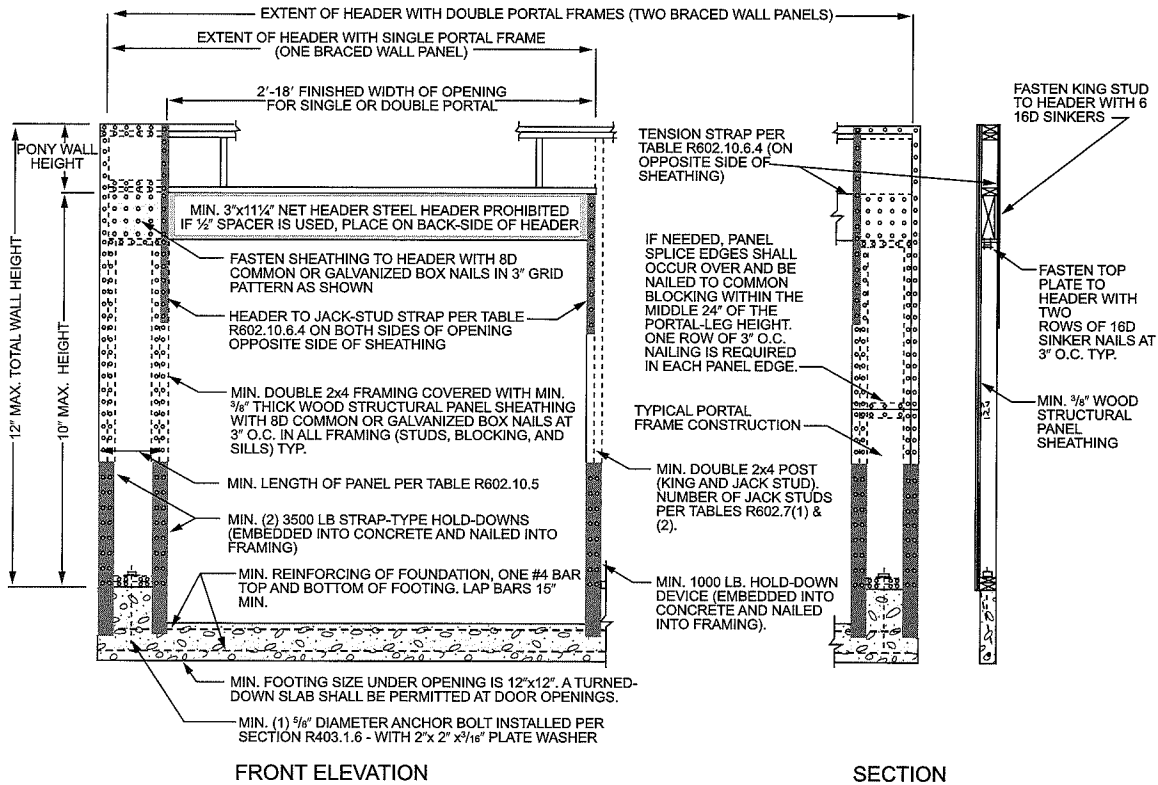 EXTENT OF HEADER WITH DOUBLE PORTAL FRAMES (TWO BRACED WALL PANELS)
EXTENT OF HEADER WITH SINGLE PORTAL FRAME
(ONE BRACED WALL PANEL)
2'-18' FINISHED WIDTH OF OPENING
FOR SINGLE OR DOUBLE PORTAL
PONY WALL
HEIGHT
12" MAX. TOTAL WALL HEIGHT
10" MAX. HEIGHT
MIN. 3"x11¼" NET HEADER STEEL HEADER PROHIBITED
IF ½" SPACER IS USED, PLACE ON BACK-SIDE OF HEADER
FASTEN SHEATHING TO HEADER WITH 8D
COMMON OR GALVANIZED BOX NAILS IN 3" GRID
PATTERN AS SHOWN
HEADER TO JACK-STUD STRAP PER TABLE
R602.10.6.4 ON BOTH SIDES OF OPENING
OPPOSITE SIDE OF SHEATHING
MIN. DOUBLE 2x4 FRAMING COVERED WITH MIN.
3/8" THICK WOOD STRUCTURAL PANEL SHEATHING
WITH 8D COMMON OR GALVANIZED BOX NAILS AT
3" O.C. IN ALL FRAMING (STUDS, BLOCKING, AND
SILLS) TYP.
MIN. LENGTH OF PANEL PER TABLE R602.10.5
MIN. (2) 3500 LB STRAP-TYPE HOLD-DOWNS
(EMBEDDED INTO CONCRETE AND NAILED INTO
FRAMING)
MIN. REINFORCING OF FOUNDATION, ONE #4 BAR
TOP AND BOTTOM OF FOOTING. LAP BARS 15"
MIN.
MIN. FOOTING SIZE UNDER OPENING IS 12"x12". A TURNED-
DOWN SLAB SHALL BE PERMITTED AT DOOR OPENINGS.
MIN. (1) 5/8" DIAMETER ANCHOR BOLT INSTALLED PER
SECTION R403.1.6 - WITH 2"x 2" x3/16" PLATE WASHER
FRONT ELEVATION
TENSION STRAP PER
TABLE R602.10.6.4 (ON
OPPOSITE SIDE OF
SHEATHING)
IF NEEDED, PANEL
SPLICE EDGES SHALL
OCCUR OVER AND BE
NAILED TO COMMON
BLOCKING WITHIN THE
MIDDLE 24" OF THE
PORTAL-LEG HEIGHT.
ONE ROW OF 3" O.C.
NAILING IS REQUIRED
IN EACH PANEL EDGE.
TYPICAL PORTAL
FRAME CONSTRUCTION
MIN. DOUBLE 2x4 POST
(KING AND JACK STUD).
NUMBER OF JACK STUDS
PER TABLES R602.7(1) &
(2).
MIN. 1000 LB. HOLD-DOWN
DEVICE (EMBEDDED INTO
CONCRETE AND NAILED
INTO FRAMING).
FASTEN KING STUD
TO HEADER WITH 6
16D SINKERS
FASTEN TOP
PLATE TO
HEADER WITH
TWO
ROWS OF 16D
SINKER NAILS AT
3" O.C. TYP.
MIN. 3/8" WOOD
STRUCTURAL
PANEL
SHEATHING
SECTION